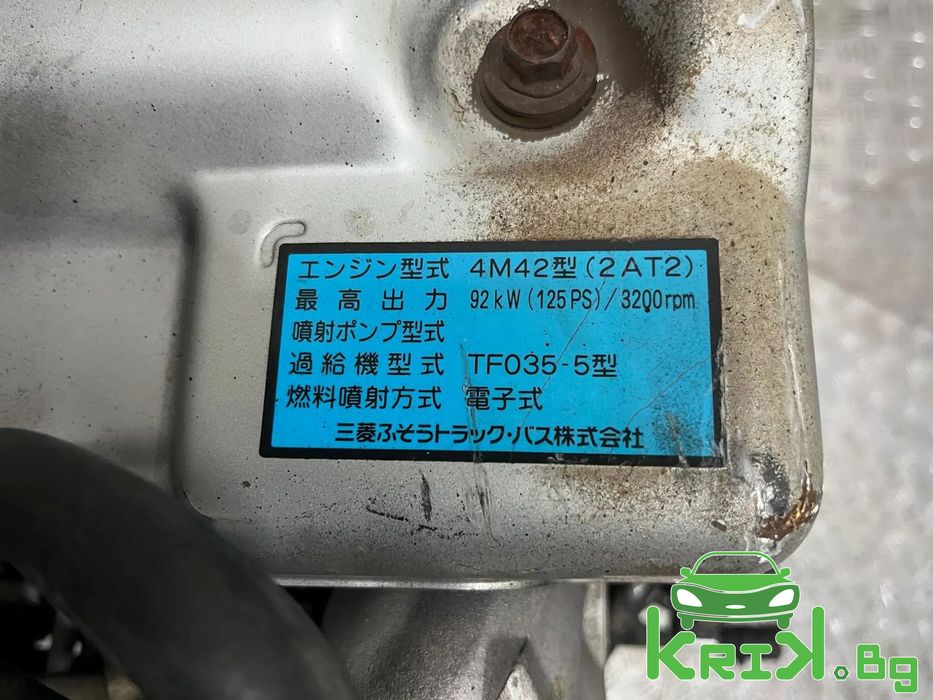 エンジン型式 4M42型(2AT2)
最高出力 92kW(125PS)/3200rpm
噴射ポンプ型式
過給機型式 TF035-5型
燃料噴射方式 電子式
三菱ふそうトラック・バス株式会社
KRIK.Bg